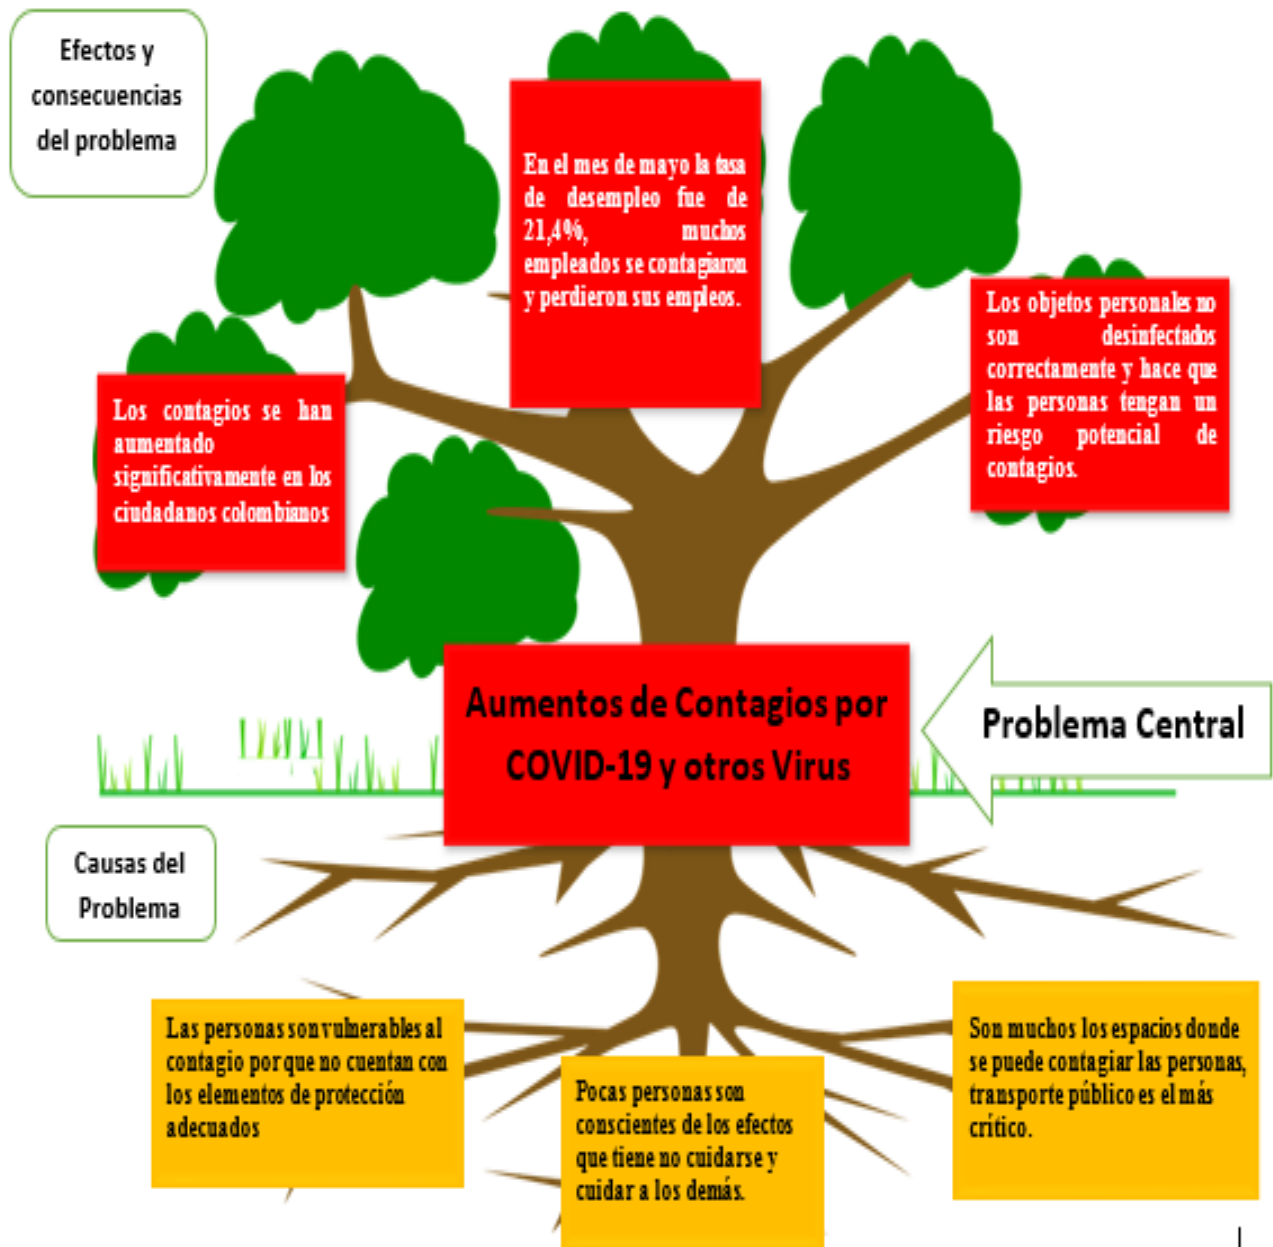 Efectos y
consecuencias
del problema
En el mes de mayo la tasa
de desempleo fue de
21,4%, muchos
empleados se contagiaron
y perdieron sus empleos.
Los objetos personales no
son desinfectados
correctamente y hace que
las personas tengan un
riesgo potencial de
contagios.
Los contagios se han
aumentado
significativamente en los
ciudadanos colombianos
Aumentos de Contagios por
COVID-19 y otros Virus
Problema Central
Causas del
Problema
Las personas son vulnerables al
contagio porque no cuentan con
los elementos de protección
adecuados
Pocas personas son
conscientes de los efectos
que tiene no cuidarse y
cuidar a los demás.
Son muchos los espacios donde
se puede contagiar las personas,
transporte público es el más
crítico.